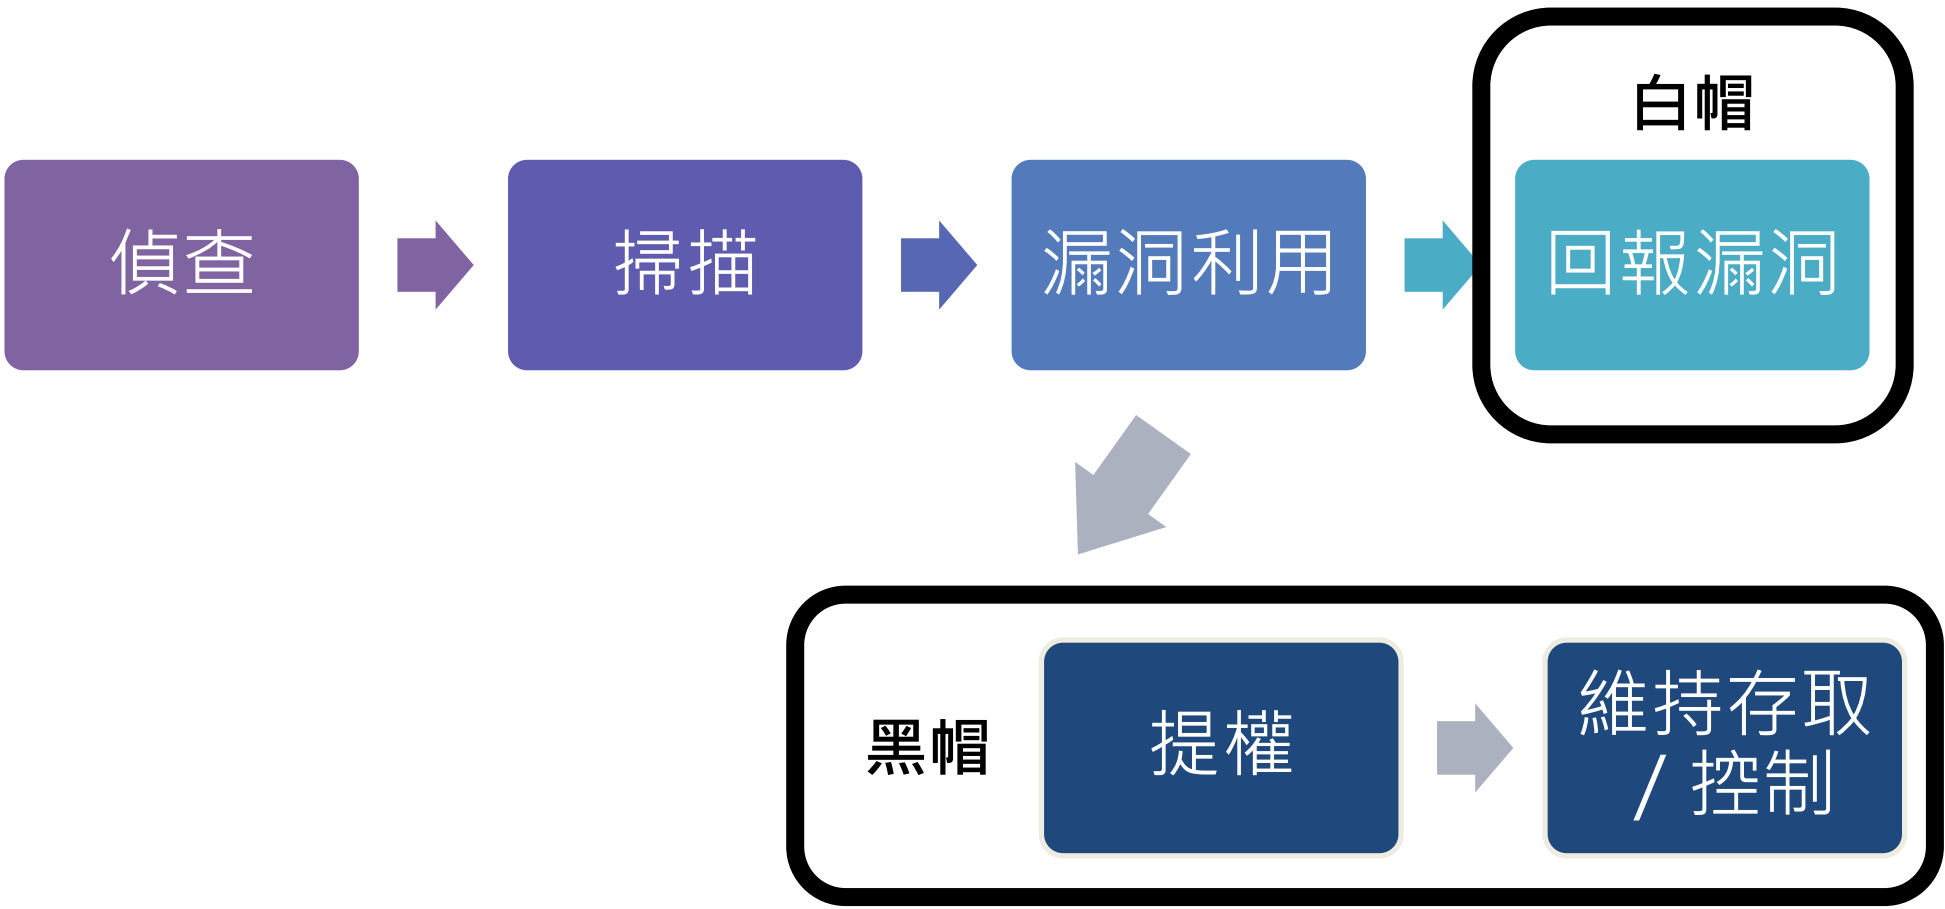 白帽
偵查
掃描
漏洞利用
回報漏洞
黑帽
提權
維持存取
/ 控制